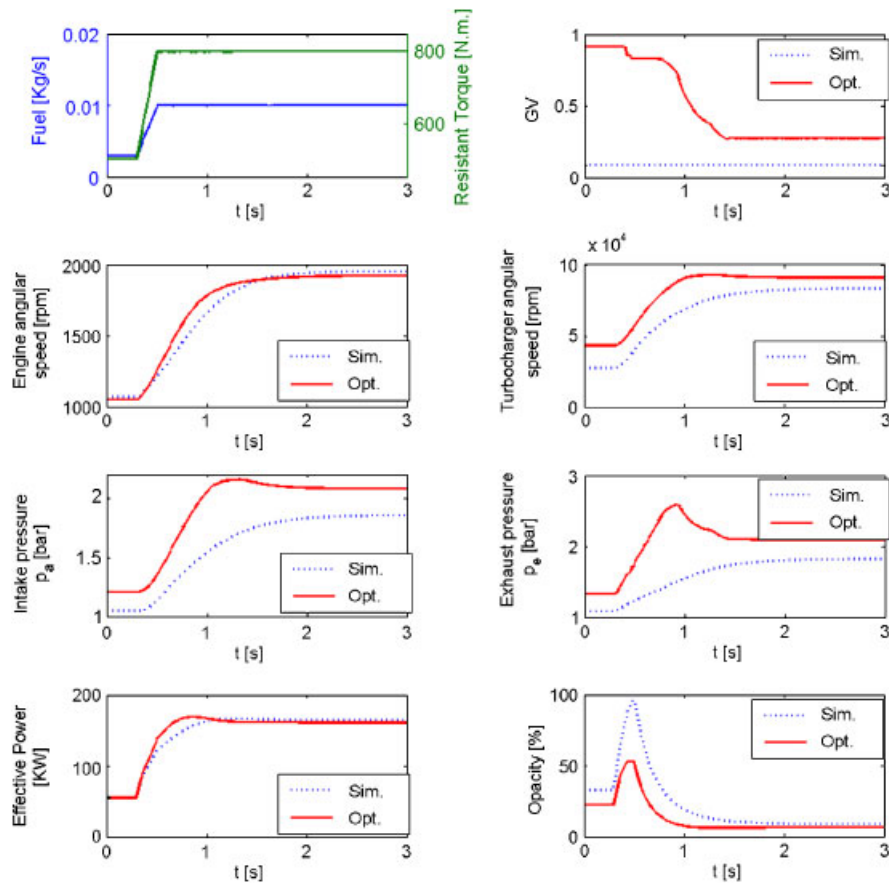 0.02
0.01
0
Fuel [Kg/s]
800
600
Resistant Torque [N.m.]
0 1 2 3
t [s]
1
0.5
0
GV
Sim.
Opt.
0 1 2 3
t [s]
2000
1500
1000
Engine angular
speed [rpm]
Sim.
Opt.
0 1 2 3
t [s]
x 10⁴
10
5
0
Turbocharger angular
speed [rpm]
Sim.
Opt.
0 1 2 3
t [s]
2
1.5
1
Intake pressure
pₐ [bar]
Sim.
Opt.
0 1 2 3
t [s]
3
2
1
Exhaust pressure
pₑ [bar]
Sim.
Opt.
0 1 2 3
t [s]
200
100
0
Effective Power
[KW]
Sim.
Opt.
0 1 2 3
t [s]
100
50
0
Opacity [%]
Sim.
Opt.
0 1 2 3
t [s]